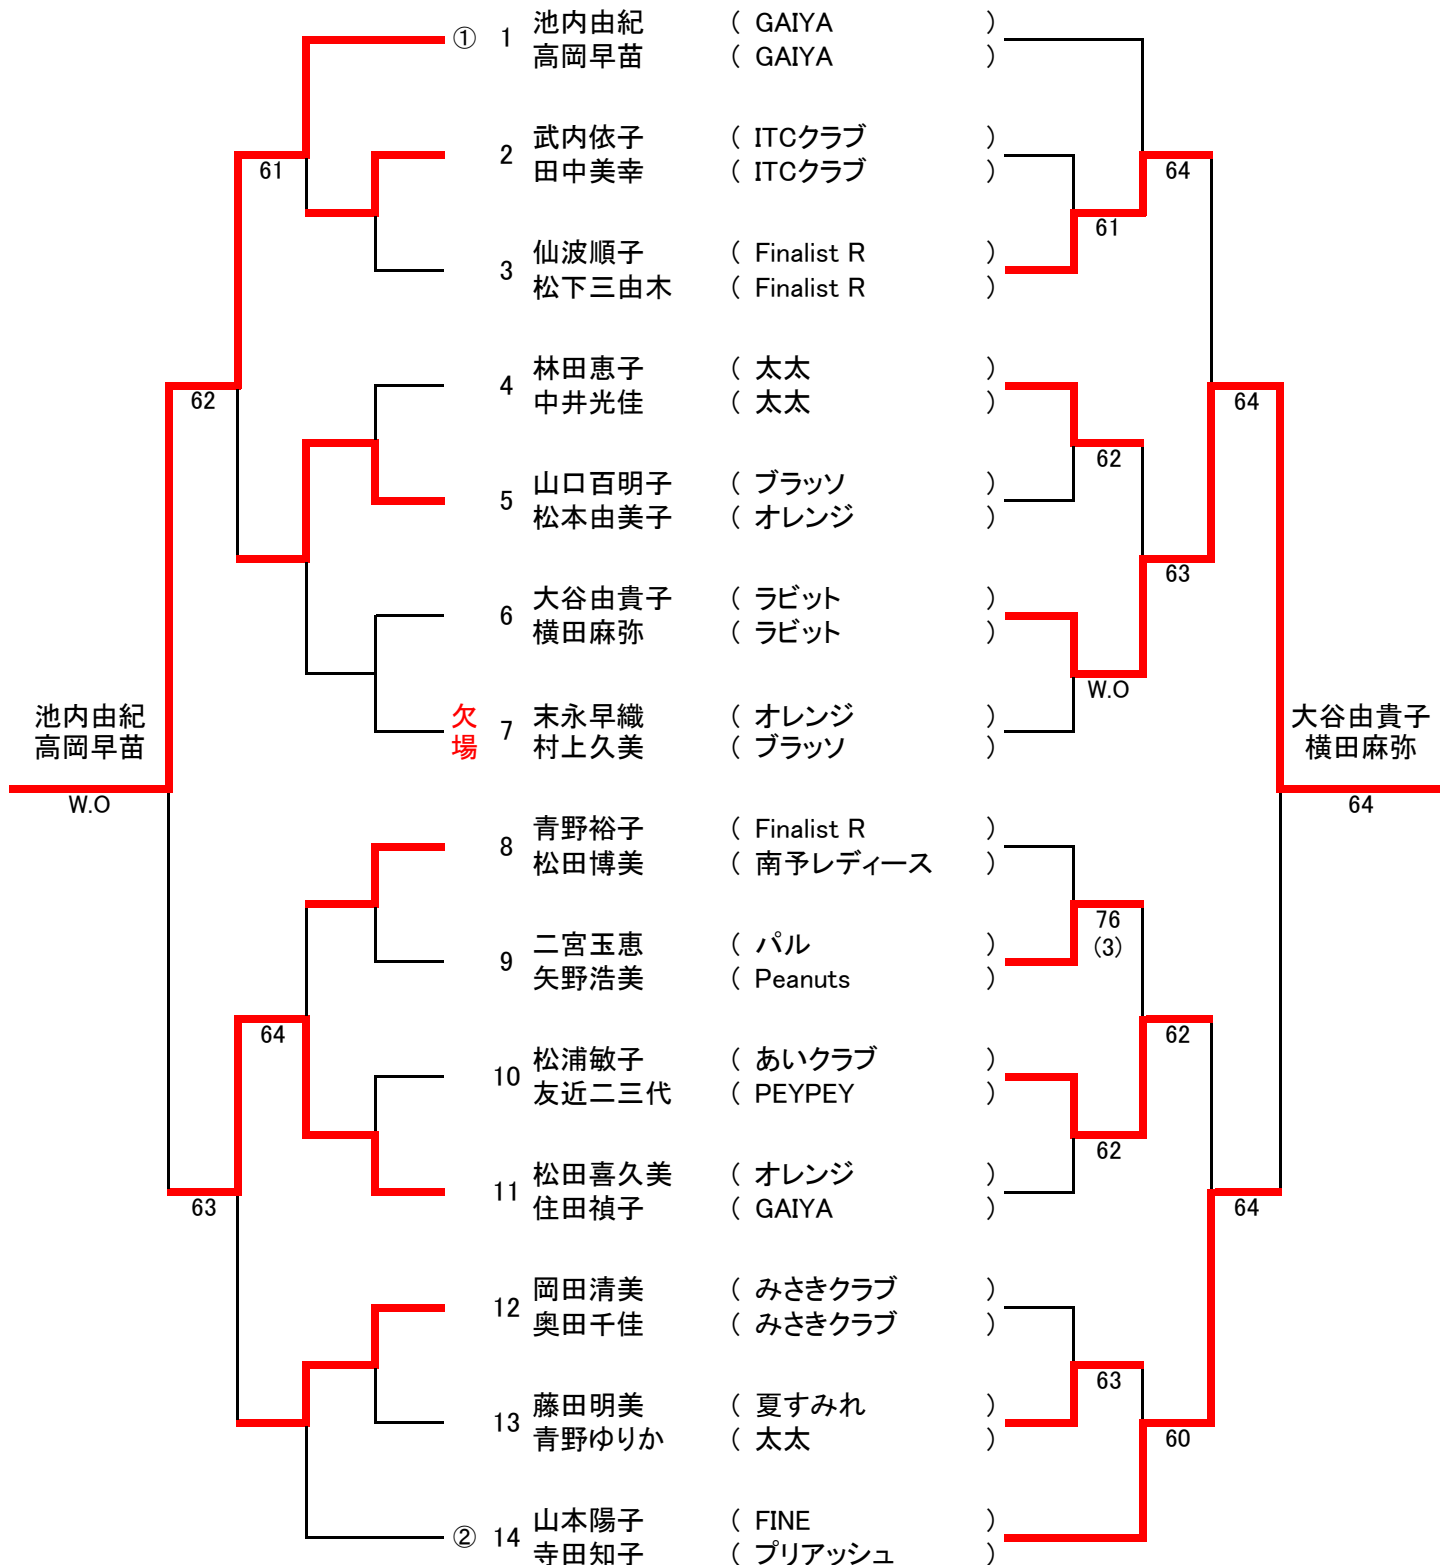 ① 1 池内由紀 ( GAIYA )
高岡早苗 ( GAIYA )
2 武内依子 ( ITCクラブ )
田中美幸 ( ITCクラブ )
61
64
61
3 仙波順子 ( Finalist R )
松下三由木 ( Finalist R )
4 林田恵子 ( 太太 )
中井光佳 ( 太太 )
62
64
62
5 山口百明子 ( ブラッソ )
松本由美子 ( オレンジ )
63
6 大谷由貴子 ( ラビット )
横田麻弥 ( ラビット )
W.O
欠場 7 末永早織 ( オレンジ )
村上久美 ( ブラッソ )
池内由紀
高岡早苗
W.O
大谷由貴子
横田麻弥
64
8 青野裕子 ( Finalist R )
松田博美 ( 南予レディース )
76
(3)
9 二宮玉恵 ( パル )
矢野浩美 ( Peanuts )
64
62
10 松浦敏子 ( あいクラブ )
友近二三代 ( PEYPEY )
62
11 松田喜久美 ( オレンジ )
住田禎子 ( GAIYA )
63
64
12 岡田清美 ( みさきクラブ )
奥田千佳 ( みさきクラブ )
63
13 藤田明美 ( 夏すみれ )
青野ゆりか ( 太太 )
60
② 14 山本陽子 ( FINE )
寺田知子 ( プリアッシュ )